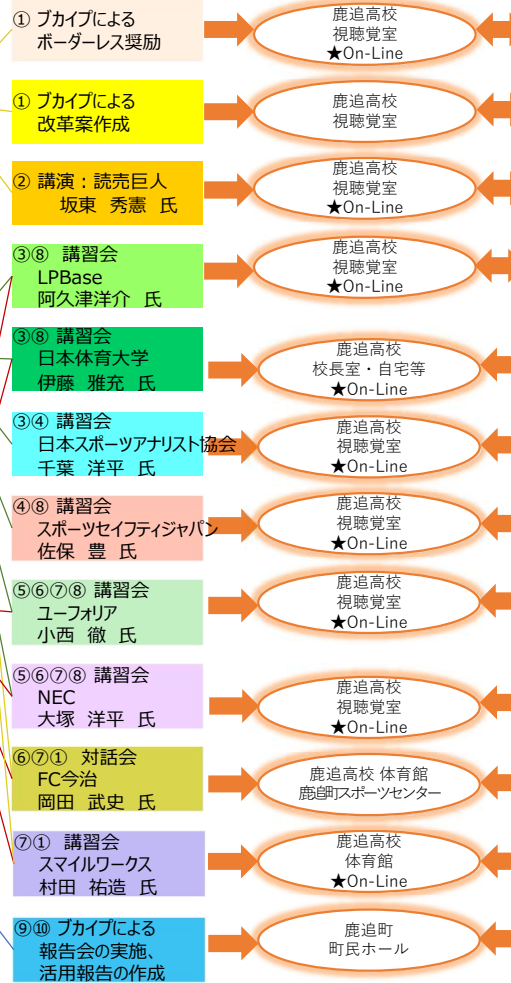 ① ブカイプによる
ボーダーレス奨励
鹿追高校
視聴覚室
★On-Line
① ブカイプによる
改革案作成
鹿追高校
視聴覚室
② 講演：読売巨人
坂東 秀憲 氏
鹿追高校
視聴覚室
★On-Line
③⑧ 講習会
LPBase
阿久津洋介 氏
鹿追高校
視聴覚室
★On-Line
③⑧ 講習会
日本体育大学
伊藤 雅充 氏
鹿追高校
校長室・自宅等
★On-Line
③④ 講習会
日本スポーツアナリスト協会
千葉 洋平 氏
鹿追高校
視聴覚室
★On-Line
④⑧ 講習会
スポーツセイフティジャパン
佐保 豊 氏
鹿追高校
視聴覚室
★On-Line
⑤⑥⑦⑧ 講習会
ユーフォリア
小西 徹 氏
鹿追高校
視聴覚室
★On-Line
⑤⑥⑦⑧ 講習会
NEC
大塚 洋平 氏
鹿追高校
視聴覚室
★On-Line
⑥⑦① 対話会
FC今治
岡田 武史 氏
鹿追高校 体育館
鹿追町スポーツセンター
⑦① 講習会
スマイルワークス
村田 祐造 氏
鹿追高校
体育館
★On-Line
⑨⑩ ブカイプによる
報告会の実施、
活用報告の作成
鹿追町
町民ホール